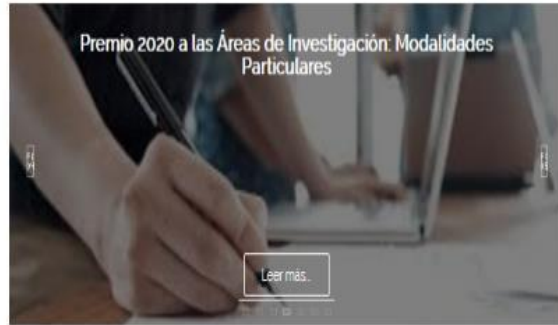 Premio 2020 a las Áreas de Investigación: Modalidades
Particulares
Leer más...